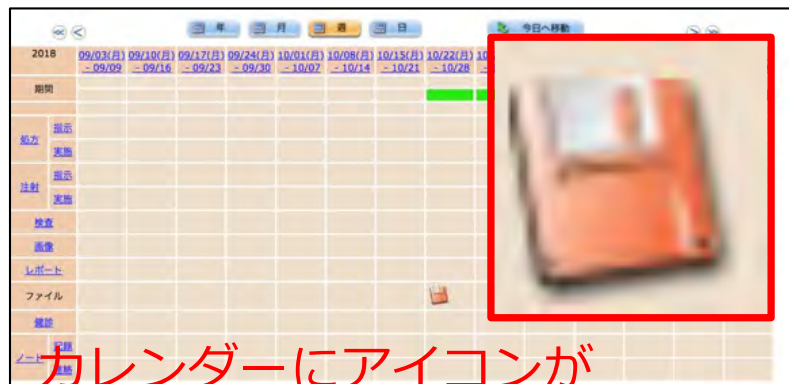 ≪ < 年 月 週 日 今日へ移動 > ≫
2018 09/03(月) 09/10(月) 09/17(月) 09/24(月) 10/01(月) 10/08(月) 10/15(月) 10/22(月) 10
- 09/09 - 09/16 - 09/23 - 09/30 - 10/07 - 10/14 - 10/21 - 10/28 -
期間
処方 指示
実施
注射 指示
実施
検査
画像
レポート
ファイル
健診
ノート 記録
カレンダーにアイコンが